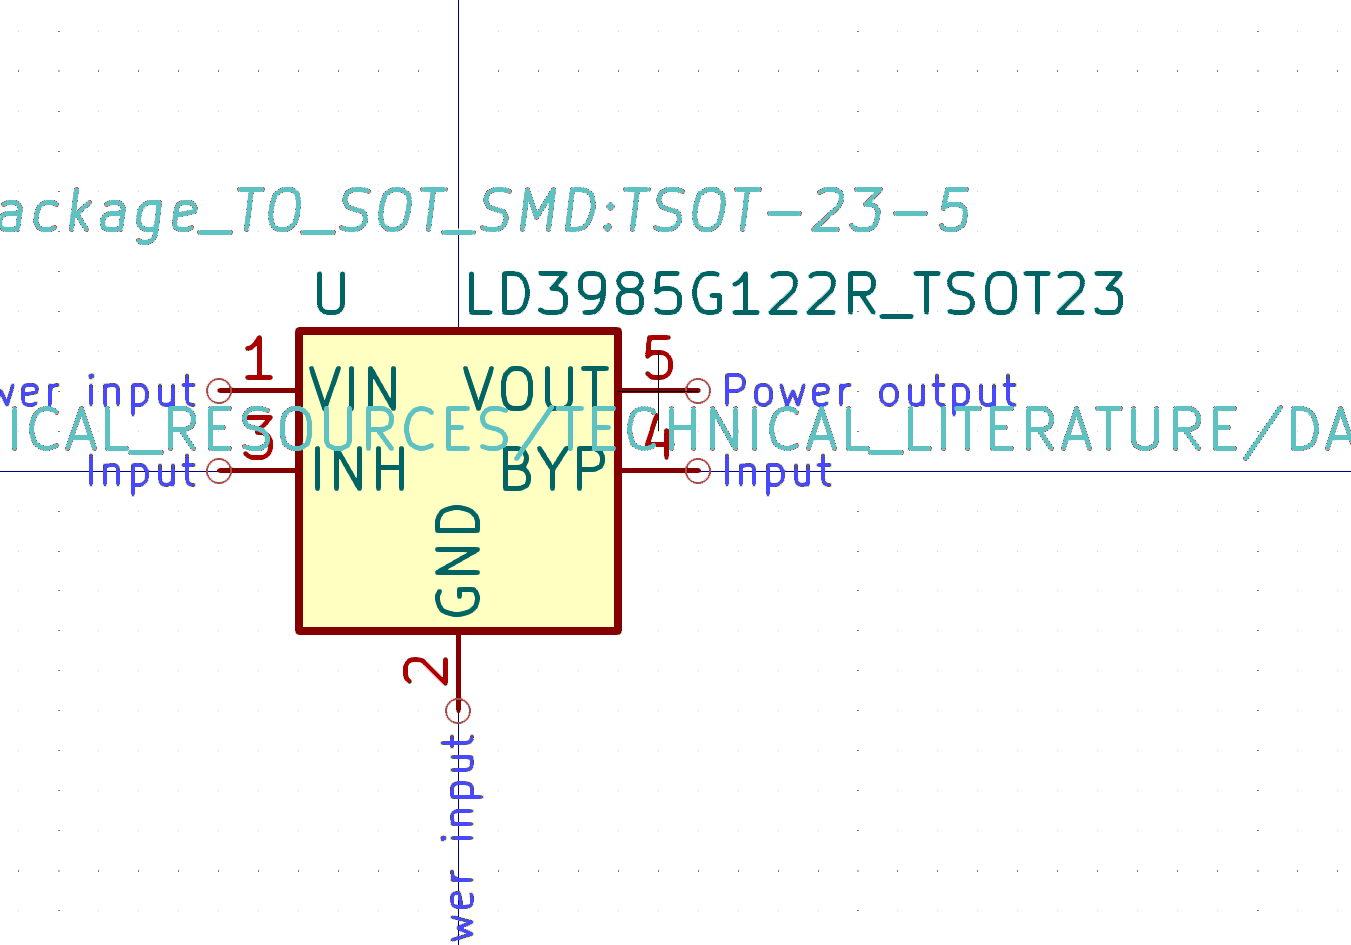 ackage_TO_SOT_SMD:TSOT-23-5
U LD3985G122R_TSOT23
1 5
wer input VIN VOUT Power output
ICAL_RESOURCES/TECHNICAL_LITERATURE/DA
3 4
Input INH BYP Input
GND
2
wer input